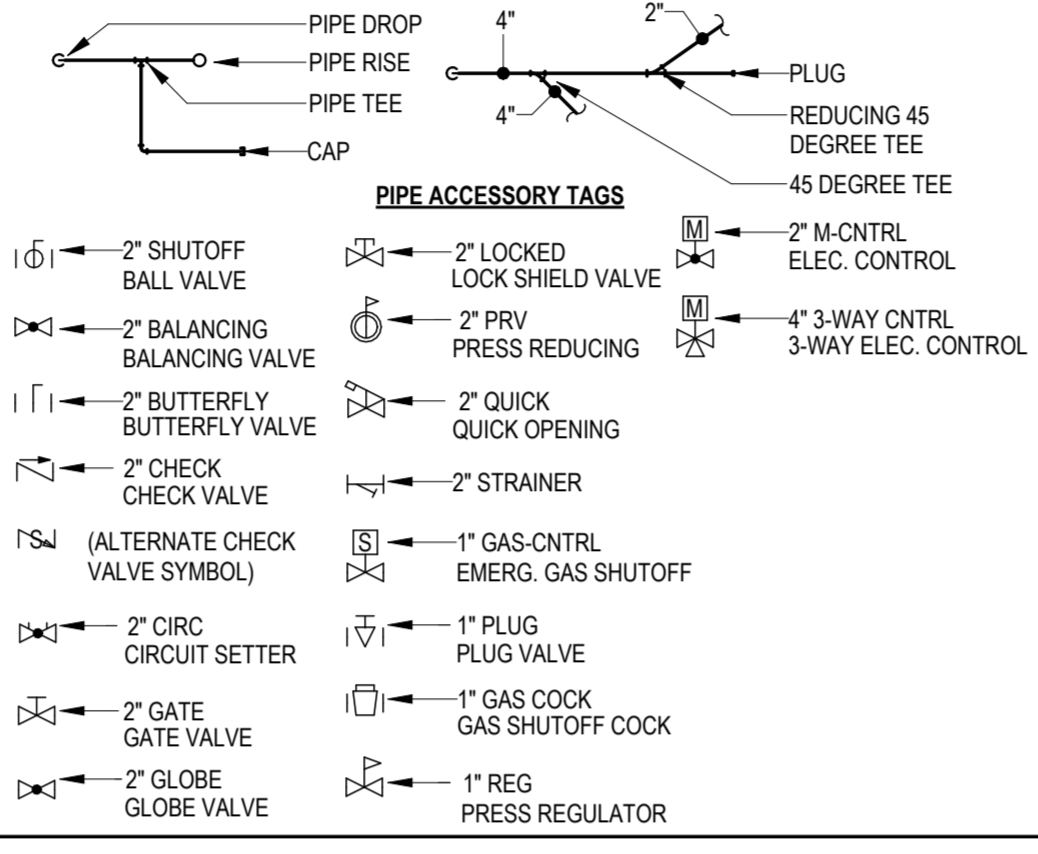 PIPE DROP
PIPE RISE
PIPE TEE
CAP
4"
2"
4"
PLUG
REDUCING 45
DEGREE TEE
45 DEGREE TEE
PIPE ACCESSORY TAGS
2" SHUTOFF
BALL VALVE
2" BALANCING
BALANCING VALVE
2" BUTTERFLY
BUTTERFLY VALVE
2" CHECK
CHECK VALVE
S
(ALTERNATE CHECK
VALVE SYMBOL)
2" CIRC
CIRCUIT SETTER
2" GATE
GATE VALVE
2" GLOBE
GLOBE VALVE
2" LOCKED
LOCK SHIELD VALVE
2" PRV
PRESS REDUCING
2" QUICK
QUICK OPENING
2" STRAINER
S
1" GAS-CNTRL
EMERG. GAS SHUTOFF
1" PLUG
PLUG VALVE
1" GAS COCK
GAS SHUTOFF COCK
1" REG
PRESS REGULATOR
M
2" M-CNTRL
ELEC. CONTROL
M
4" 3-WAY CNTRL
3-WAY ELEC. CONTROL